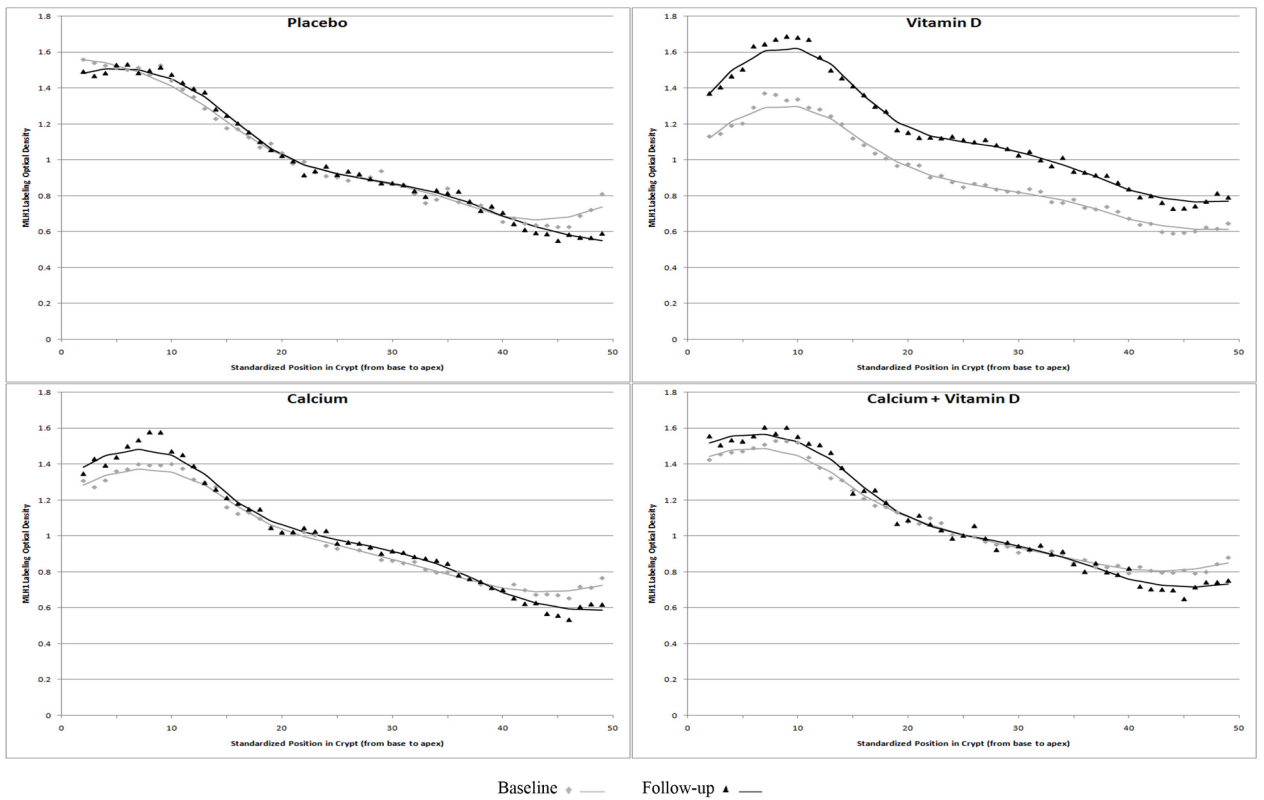 Placebo
MLH1 Labeling Optical Density
1.8
1.6
1.4
1.2
1
0.8
0.6
0.4
0.2
0
0 10 20 30 40 50
Standardized Position in Crypt (from base to apex)
Vitamin D
MLH1 Labeling Optical Density
1.8
1.6
1.4
1.2
1
0.8
0.6
0.4
0.2
0
0 10 20 30 40 50
Standardized Position in Crypt (from base to apex)
Calcium
MLH1 Labeling Optical Density
1.8
1.6
1.4
1.2
1
0.8
0.6
0.4
0.2
0
0 10 20 30 40 50
Standardized Position in Crypt (from base to apex)
Calcium + Vitamin D
MLH1 Labeling Optical Density
1.8
1.6
1.4
1.2
1
0.8
0.6
0.4
0.2
0
0 10 20 30 40 50
Standardized Position in Crypt (from base to apex)
Baseline Follow-up